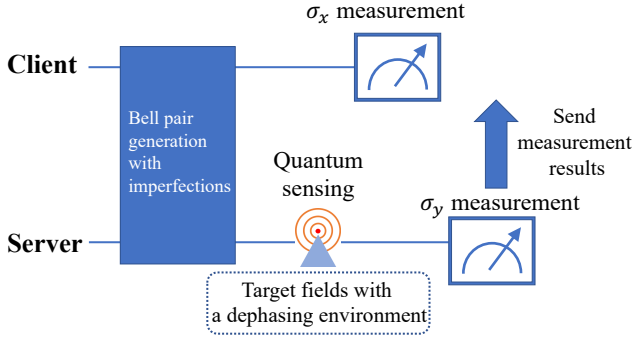 σx measurement
Client
Bell pair
generation
with
imperfections
Send
measurement
results
Quantum
sensing
σy measurement
Server
Target fields with
a dephasing environment